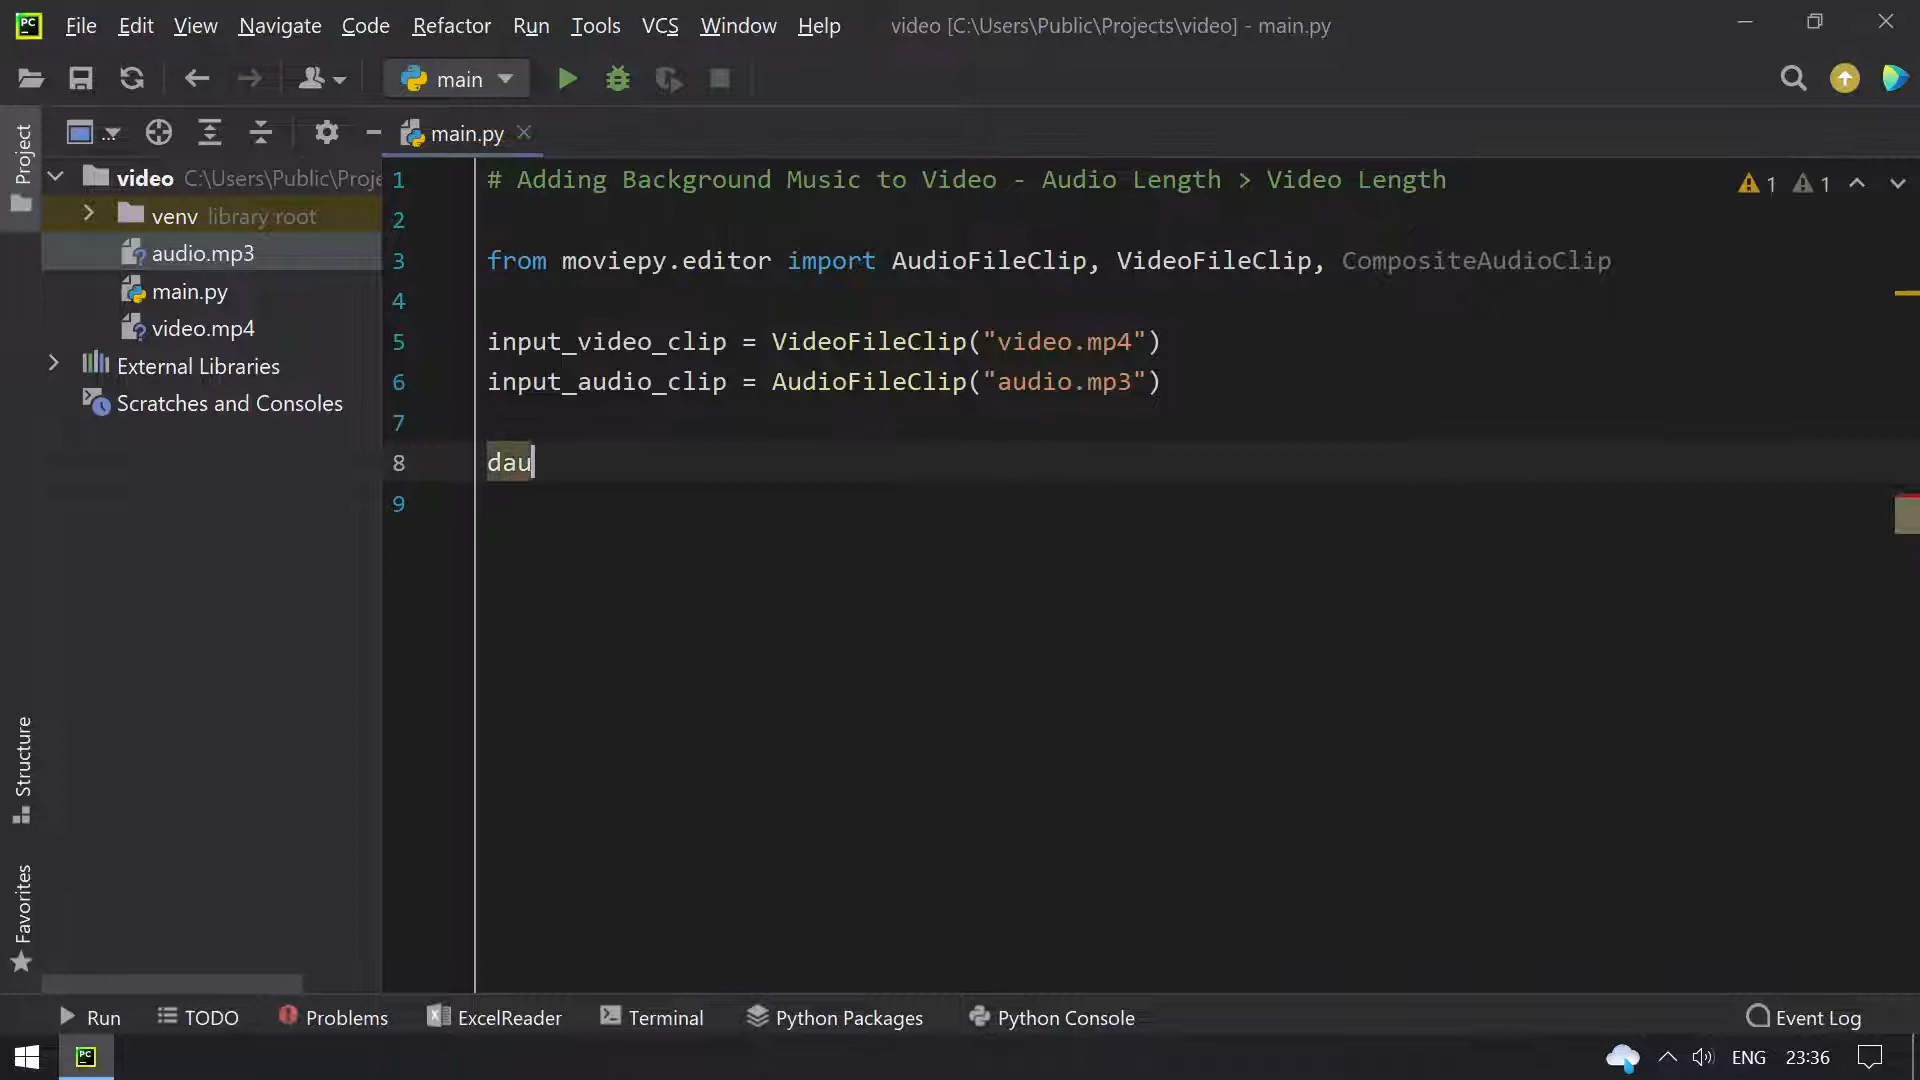 File Edit View Navigate Code Refactor Run Tools VCS Window Help video [C:\Users\Public\Projects\video] - main.py
main
Project
...
main.py
video C:\Users\Public\Proje
venv library root
audio.mp3
main.py
video.mp4
External Libraries
Scratches and Consoles
1 # Adding Background Music to Video - Audio Length > Video Length
2
3 from moviepy.editor import AudioFileClip, VideoFileClip, CompositeAudioClip
4
5 input_video_clip = VideoFileClip("video.mp4")
6 input_audio_clip = AudioFileClip("audio.mp3")
7
8 dau
9
1 1
Structure
Favorites
Run TODO Problems ExcelReader Terminal Python Packages Python Console Event Log
PC ENG 23:36